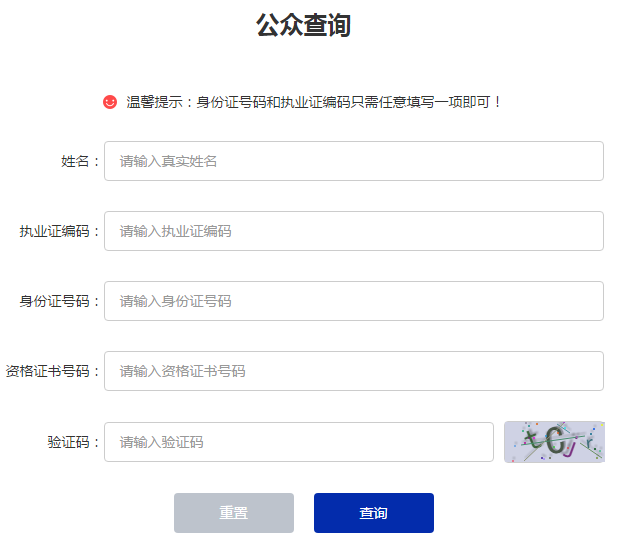 公众查询
温馨提示：身份证号码和执业证编码只需任意填写一项即可！
姓名： 请输入真实姓名
执业证编码： 请输入执业证编码
身份证号码： 请输入身份证号码
资格证书号码： 请输入资格证书号码
验证码： 请输入验证码
重置 查询